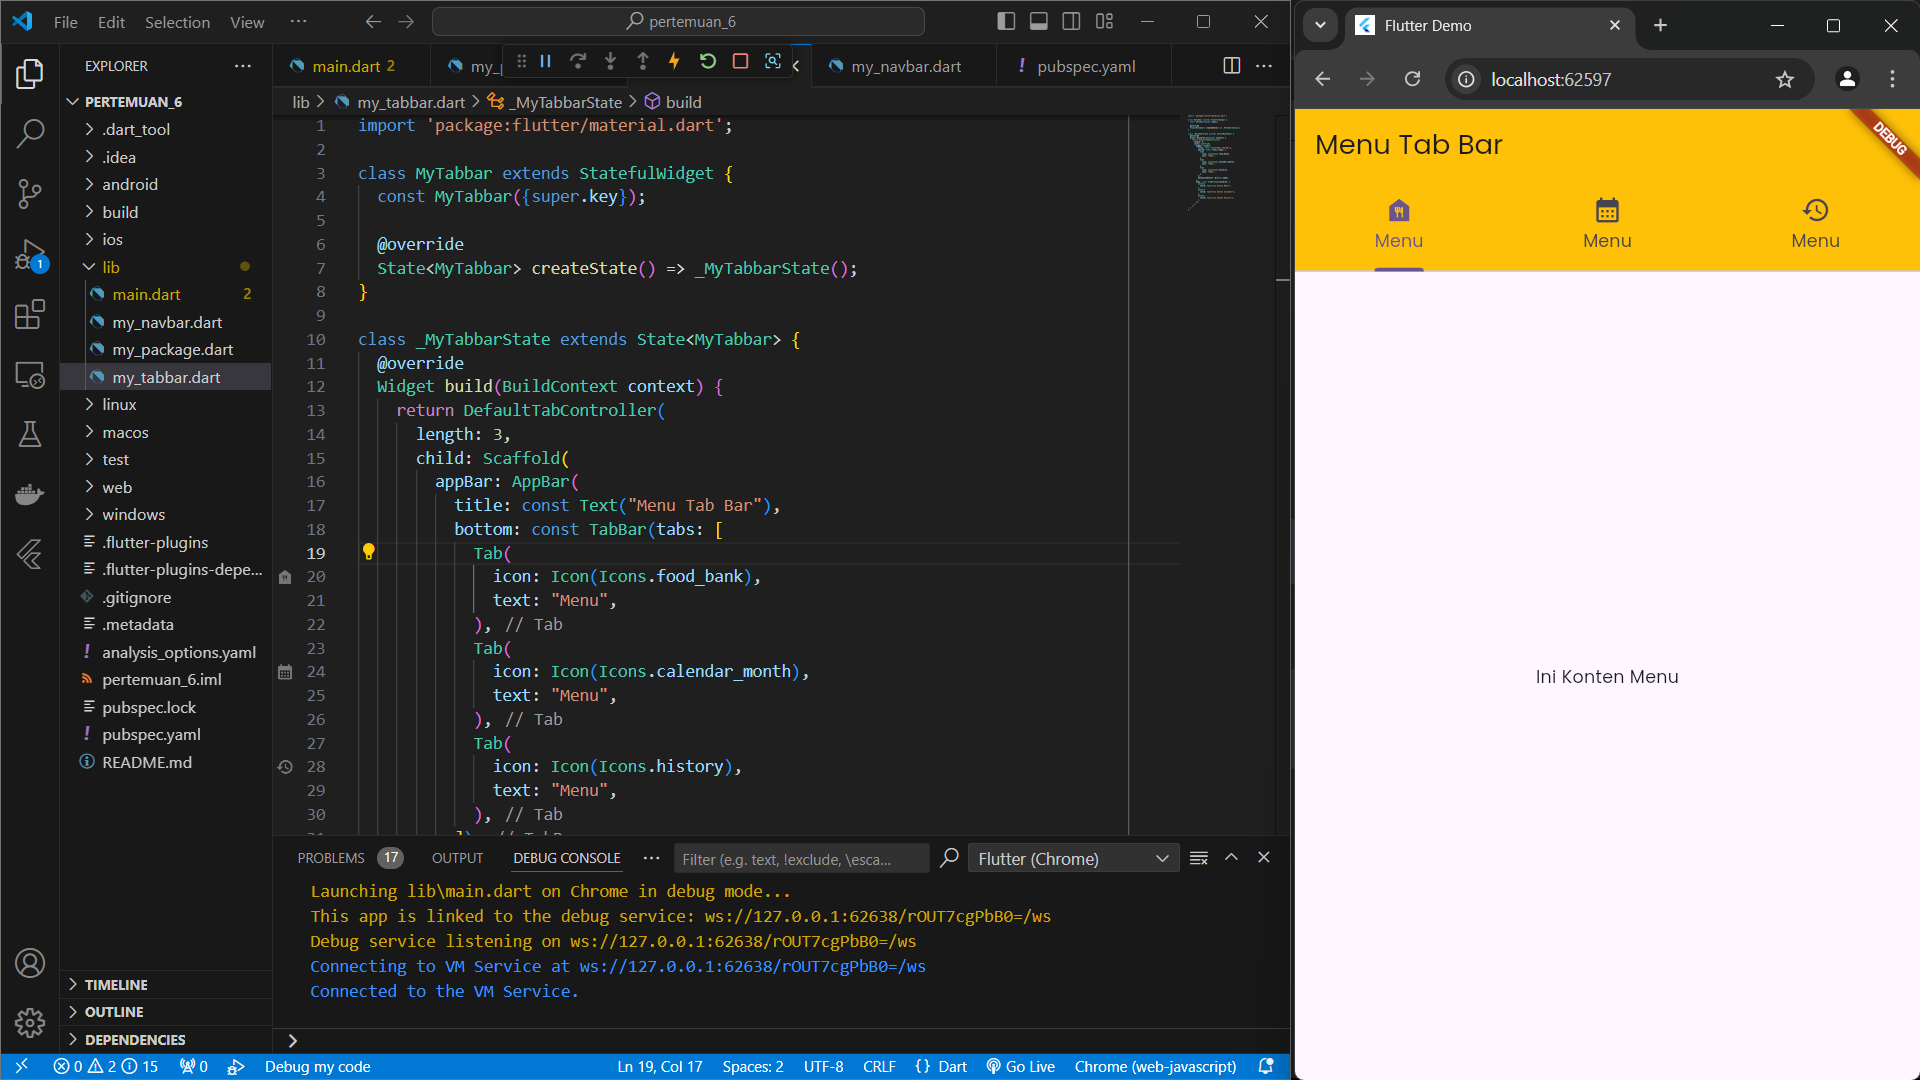 File Edit Selection View ··· pertemuan_6
EXPLORER ···
PERTEMUAN_6
.dart_tool
.idea
android
build
ios
lib
main.dart 2
my_navbar.dart
my_package.dart
my_tabbar.dart
linux
macos
test
web
windows
.flutter-plugins
.flutter-plugins-depe...
.gitignore
.metadata
! analysis_options.yaml
pertemuan_6.iml
pubspec.lock
! pubspec.yaml
README.md
TIMELINE
OUTLINE
DEPENDENCIES
1
main.dart 2 my_ my_navbar.dart ! pubspec.yaml ···
lib > my_tabbar.dart > _MyTabbarState > build
1 import 'package:flutter/material.dart';
2
3 class MyTabbar extends StatefulWidget {
4 const MyTabbar({super.key});
5
6 @override
7 State<MyTabbar> createState() => _MyTabbarState();
8 }
9
10 class _MyTabbarState extends State<MyTabbar> {
11 @override
12 Widget build(BuildContext context) {
13 return DefaultTabController(
14 length: 3,
15 child: Scaffold(
16 appBar: AppBar(
17 title: const Text("Menu Tab Bar"),
18 bottom: const TabBar(tabs: [
19 Tab(
20 icon: Icon(Icons.food_bank),
21 text: "Menu",
22 ), // Tab
23 Tab(
24 icon: Icon(Icons.calendar_month),
25 text: "Menu",
26 ), // Tab
27 Tab(
28 icon: Icon(Icons.history),
29 text: "Menu",
30 ), // Tab
PROBLEMS 17 OUTPUT DEBUG CONSOLE ··· Filter (e.g. text, !exclude, \esca... Flutter (Chrome)
Launching lib\main.dart on Chrome in debug mode...
This app is linked to the debug service: ws://127.0.0.1:62638/rOUT7cgPbB0=/ws
Debug service listening on ws://127.0.0.1:62638/rOUT7cgPbB0=/ws
Connecting to VM Service at ws://127.0.0.1:62638/rOUT7cgPbB0=/ws
Connected to the VM Service.
>
0 2 15 0 Debug my code Ln 19, Col 17 Spaces: 2 UTF-8 CRLF {} Dart Go Live Chrome (web-javascript)
Flutter Demo
localhost:62597
Menu Tab Bar
DEBUG
Menu Menu Menu
Ini Konten Menu